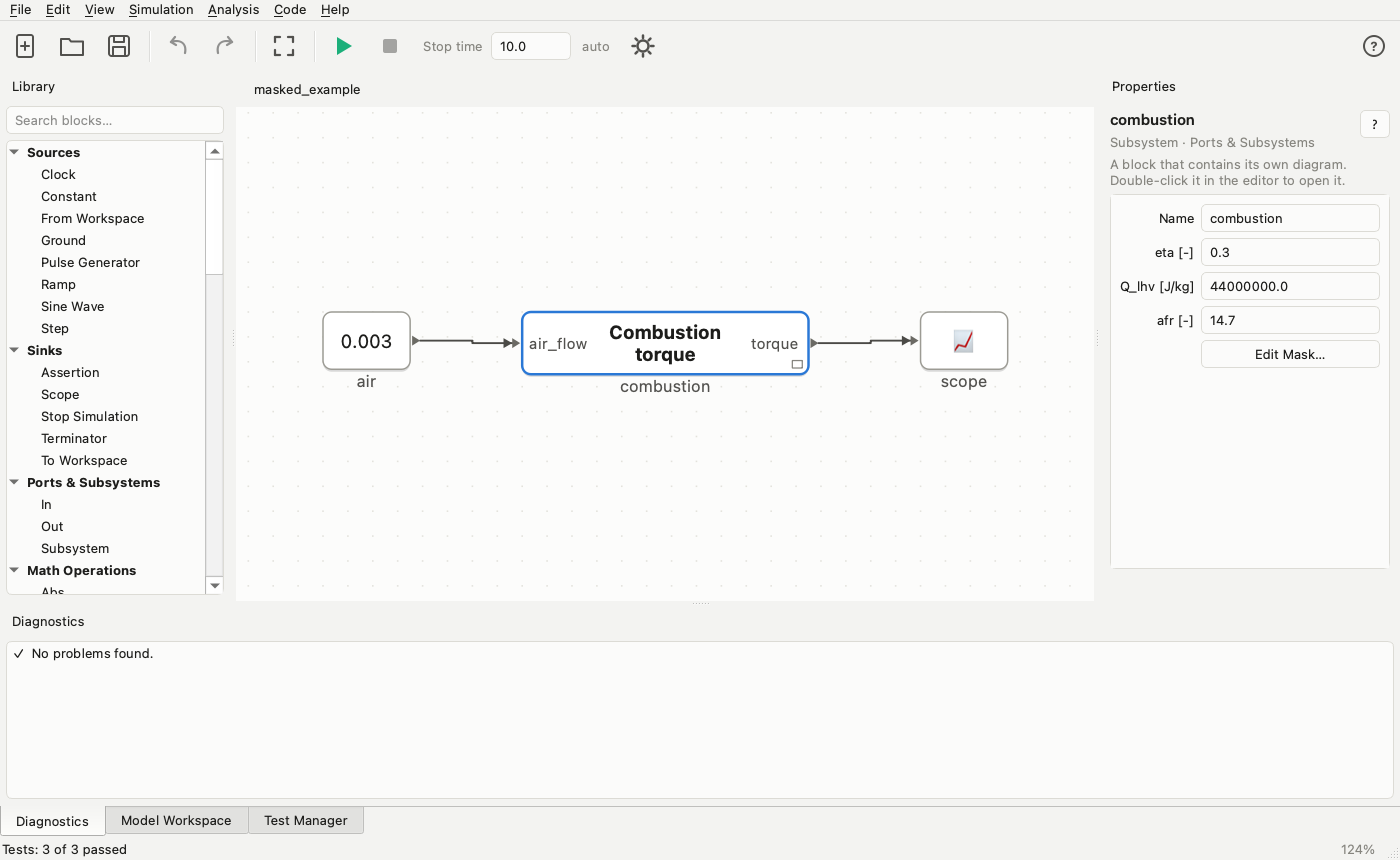 File Edit View Simulation Analysis Code Help
Stop time 10.0 auto
?
Library
Search blocks...
Sources
Clock
Constant
From Workspace
Ground
Pulse Generator
Ramp
Sine Wave
Step
Sinks
Assertion
Scope
Stop Simulation
Terminator
To Workspace
Ports & Subsystems
In
Out
Subsystem
Math Operations
Abs
masked_example
0.003
air
air_flow
Combustion
torque
torque
combustion
scope
Properties
combustion
?
Subsystem · Ports & Subsystems
A block that contains its own diagram.
Double-click it in the editor to open it.
Name combustion
eta [-] 0.3
Q_lhv [J/kg] 44000000.0
afr [-] 14.7
Edit Mask...
Diagnostics
✓ No problems found.
Diagnostics Model Workspace Test Manager
Tests: 3 of 3 passed
124%